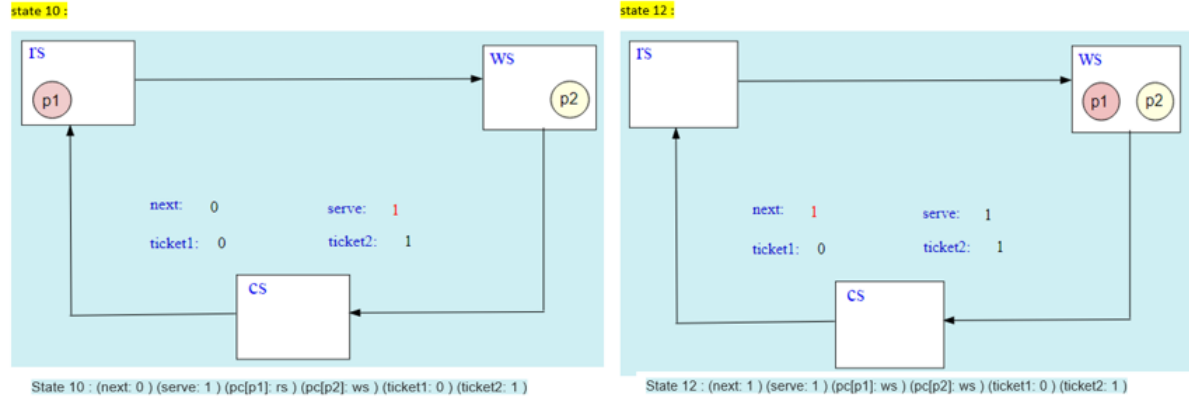 state 10 :
rs
ws
p1
p2
next: 0
serve: 1
ticket1: 0
ticket2: 1
cs
State 10 : (next: 0 ) (serve: 1 ) (pc[p1]: rs ) (pc[p2]: ws ) (ticket1: 0 ) (ticket2: 1 )
state 12 :
rs
ws
p1
p2
next: 1
serve: 1
ticket1: 0
ticket2: 1
cs
State 12 : (next: 1 ) (serve: 1 ) (pc[p1]: ws ) (pc[p2]: ws ) (ticket1: 0 ) (ticket2: 1 )